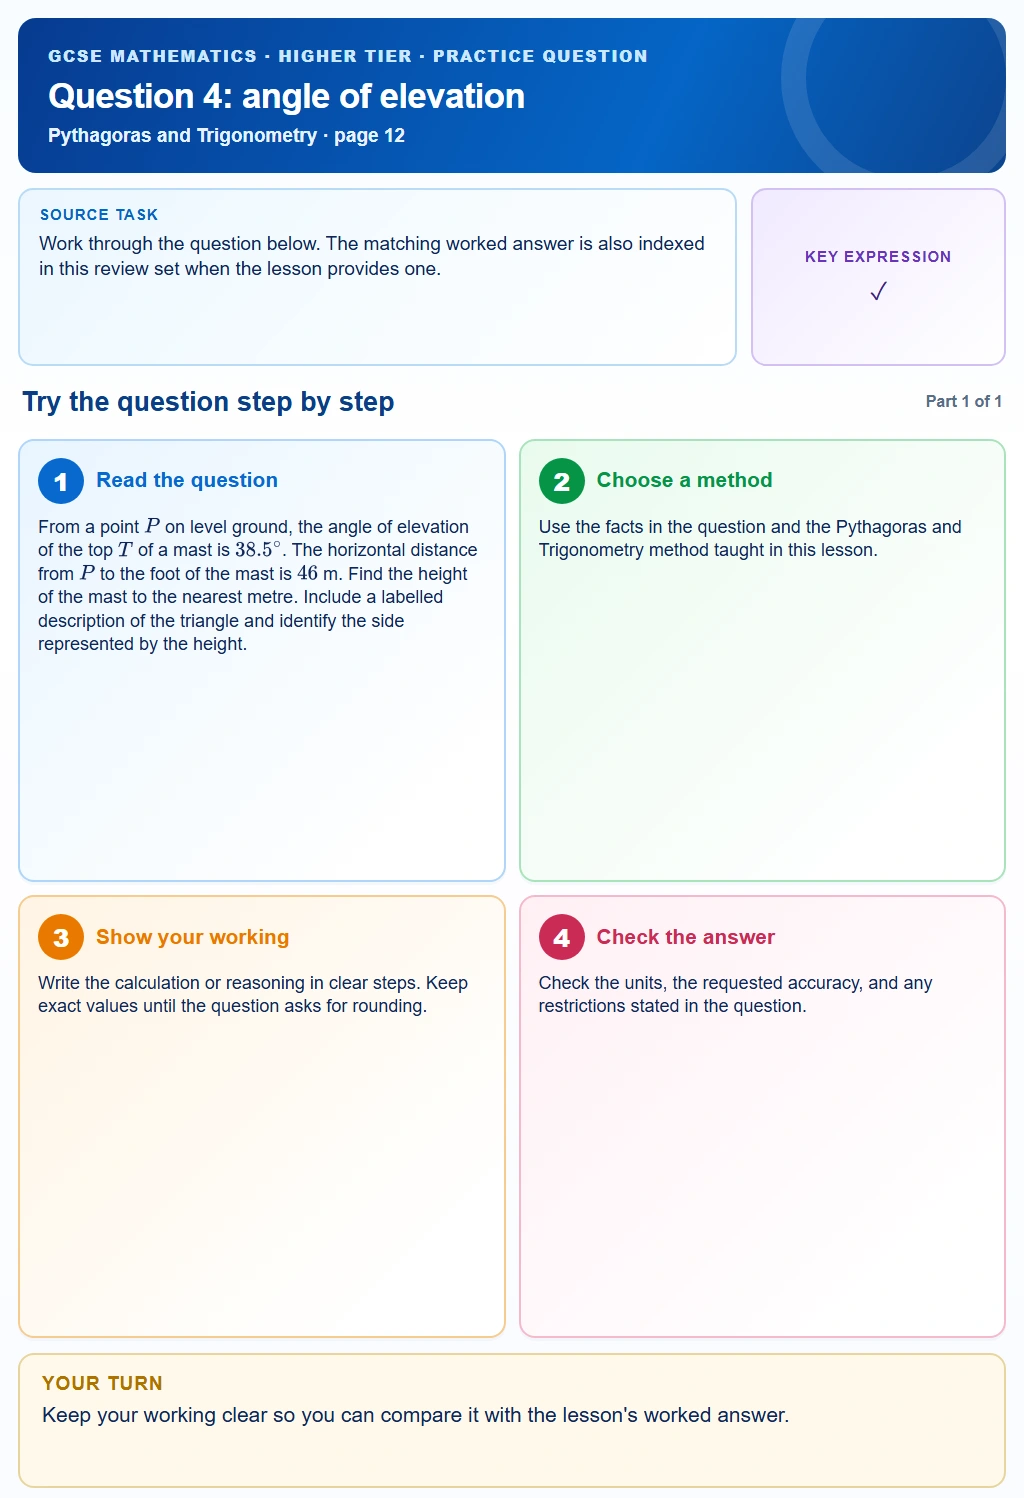 GCSE MATHEMATICS · HIGHER TIER · PRACTICE QUESTION
Question 4: angle of elevation
Pythagoras and Trigonometry · page 12
SOURCE TASK
Work through the question below. The matching worked answer is also indexed
in this review set when the lesson provides one.
KEY EXPRESSION
✓
Try the question step by step
Part 1 of 1
1 Read the question
From a point P on level ground, the angle of elevation
of the top T of a mast is 38.5°. The horizontal distance
from P to the foot of the mast is 46 m. Find the height
of the mast to the nearest metre. Include a labelled
description of the triangle and identify the side
represented by the height.
2 Choose a method
Use the facts in the question and the Pythagoras and
Trigonometry method taught in this lesson.
3 Show your working
Write the calculation or reasoning in clear steps. Keep
exact values until the question asks for rounding.
4 Check the answer
Check the units, the requested accuracy, and any
restrictions stated in the question.
YOUR TURN
Keep your working clear so you can compare it with the lesson's worked answer.